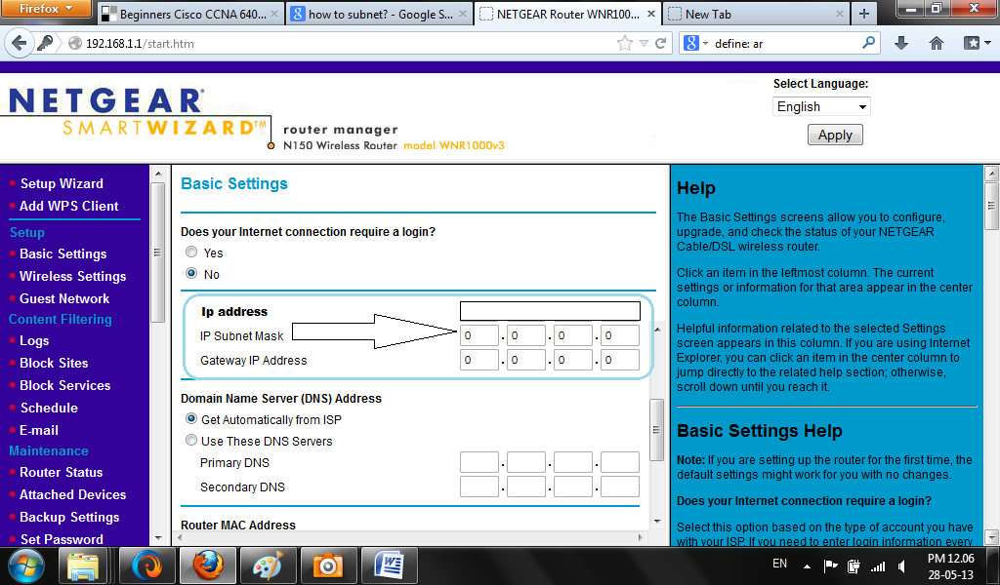 Firefox
Beginners Cisco CCNA 640...
how to subnet? - Google S...
NETGEAR Router WNR100...
New Tab
192.168.1.1/start.htm
define: ar
NETGEAR
SMARTWIZARD™
router manager
N150 Wireless Router model WNR1000v3
Select Language:
English
Apply
Setup Wizard
Add WPS Client
Setup
Basic Settings
Wireless Settings
Guest Network
Content Filtering
Logs
Block Sites
Block Services
Schedule
E-mail
Maintenance
Router Status
Attached Devices
Backup Settings
Set Password
Basic Settings
Does your Internet connection require a login?
Yes
No
Ip address
IP Subnet Mask 0 . 0 . 0 . 0
Gateway IP Address 0 . 0 . 0 . 0
Domain Name Server (DNS) Address
Get Automatically from ISP
Use These DNS Servers
Primary DNS . . .
Secondary DNS . . .
Router MAC Address
Help
The Basic Settings screens allow you to configure,
upgrade, and check the status of your NETGEAR
Cable/DSL wireless router.
Click an item in the leftmost column. The current
settings or information for that area appear in the center
column.
Helpful information related to the selected Settings
screen appears in this column. If you are using Internet
Explorer, you can click an item in the center column to
jump directly to the related help section; otherwise,
scroll down until you reach it.
Basic Settings Help
Note: If you are setting up the router for the first time, the
default settings might work for you with no changes.
Does your Internet connection require a login?
Select this option based on the type of account you have
with your ISP. If you need to enter login information every
EN
PM 12.06
28-05-13